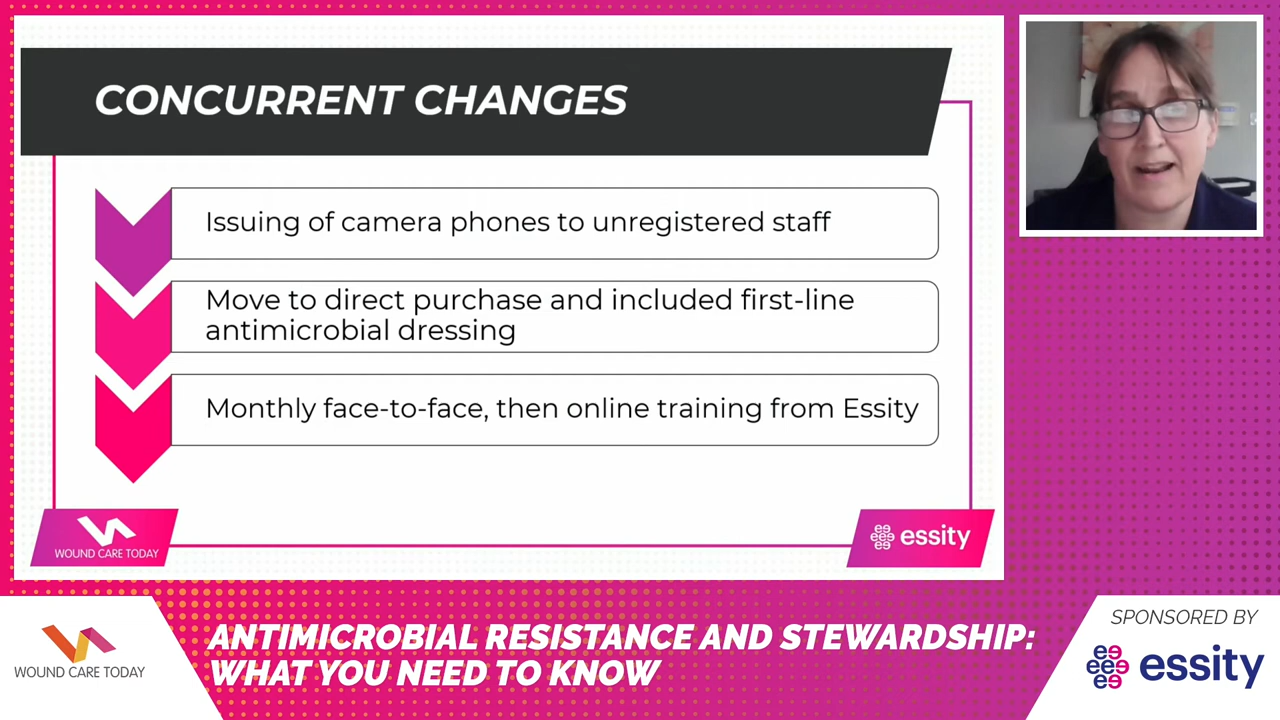 CONCURRENT CHANGES
Issuing of camera phones to unregistered staff
Move to direct purchase and included first-line
antimicrobial dressing
Monthly face-to-face, then online training from Essity
WOUND CARE TODAY
essity
ANTIMICROBIAL RESISTANCE AND STEWARDSHIP:
WHAT YOU NEED TO KNOW
WOUND CARE TODAY
SPONSORED BY
essity